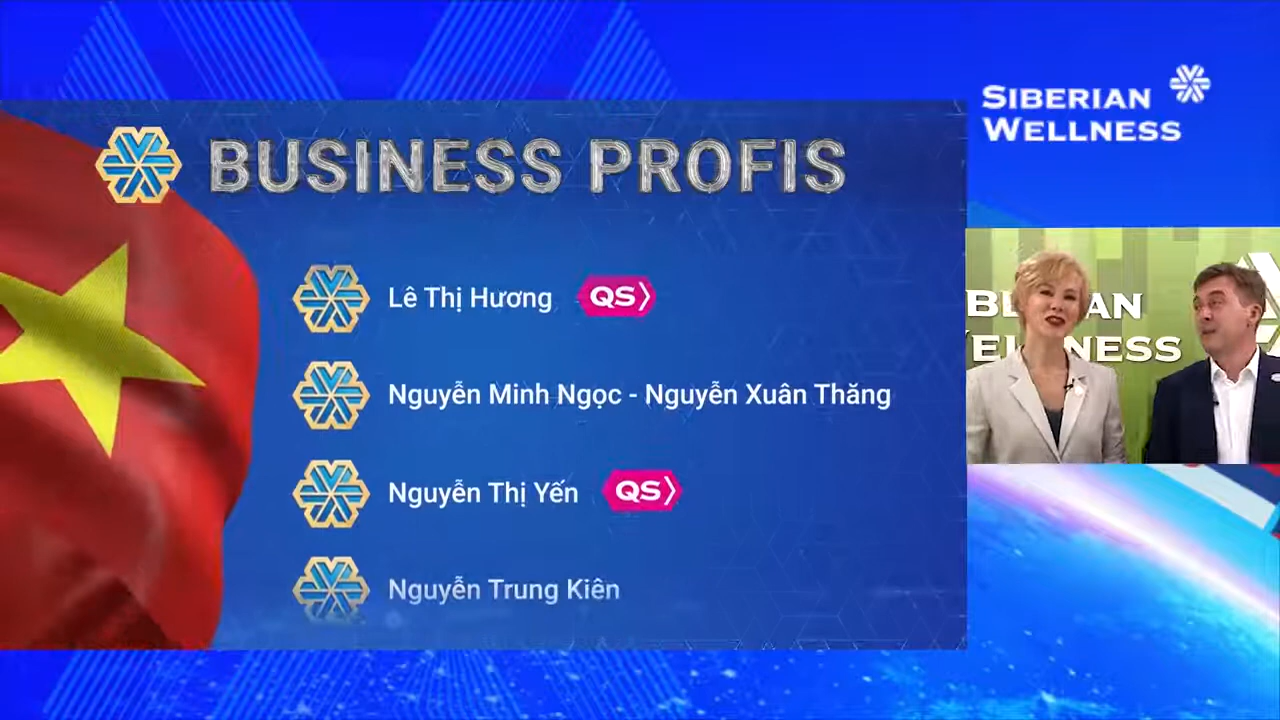 SIBERIAN
WELLNESS
BUSINESS PROFIS
Lê Thị Hương QS
Nguyễn Minh Ngọc - Nguyễn Xuân Thăng
Nguyễn Thị Yến QS
Nguyễn Trung Kiên